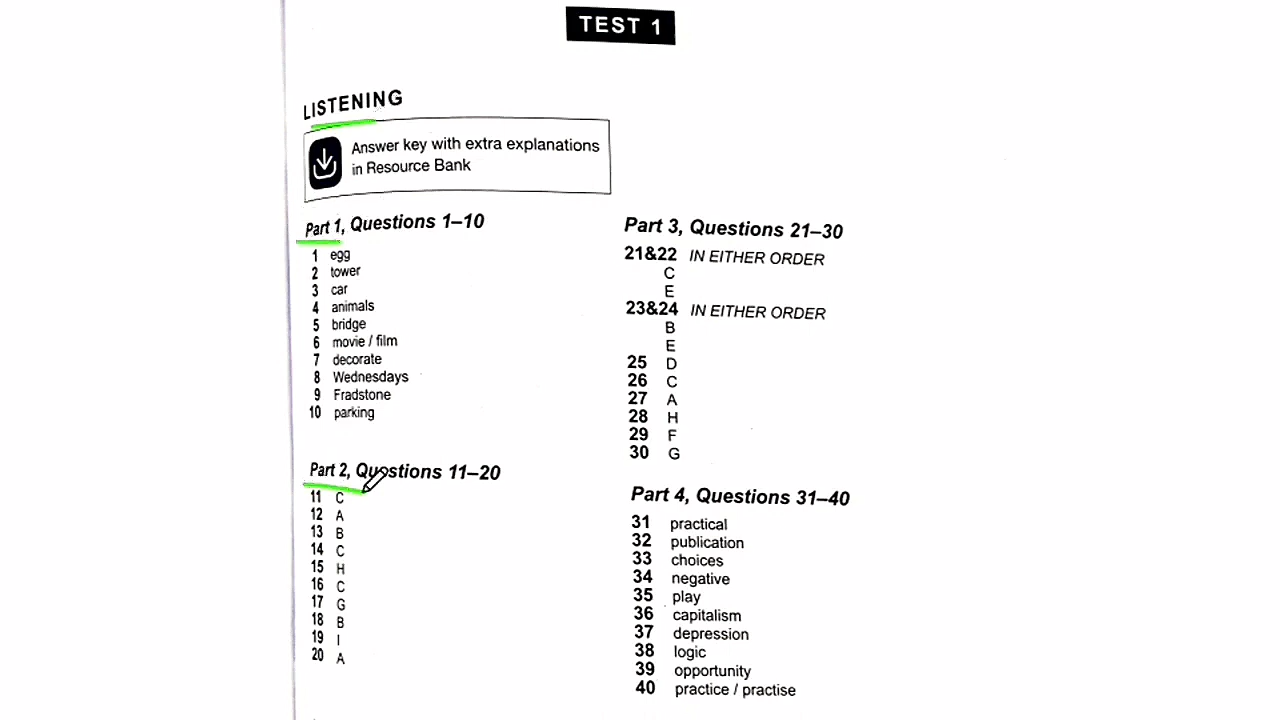 TEST 1
LISTENING
Answer key with extra explanations
in Resource Bank
Part 1, Questions 1–10
1 egg
2 tower
3 car
4 animals
5 bridge
6 movie / film
7 decorate
8 Wednesdays
9 Fradstone
10 parking
Part 2, Questions 11–20
11 C
12 A
13 B
14 C
15 H
16 C
17 G
18 B
19 I
20 A
Part 3, Questions 21–30
21&22 IN EITHER ORDER
C
E
23&24 IN EITHER ORDER
B
E
25 D
26 C
27 A
28 H
29 F
30 G
Part 4, Questions 31–40
31 practical
32 publication
33 choices
34 negative
35 play
36 capitalism
37 depression
38 logic
39 opportunity
40 practice / practise